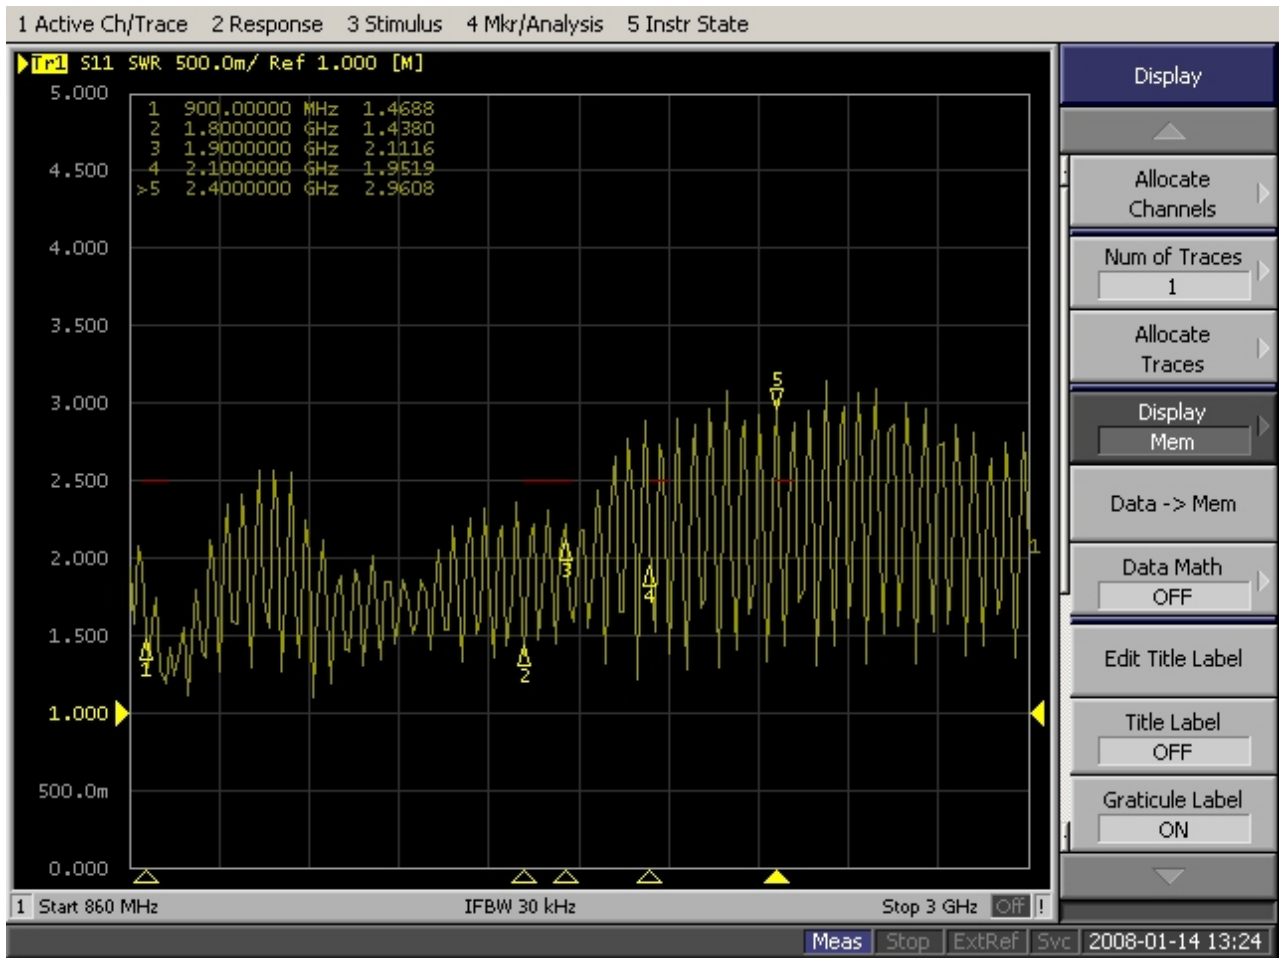 1 Active Ch/Trace 2 Response 3 Stimulus 4 Mkr/Analysis 5 Instr State
Tr1 S11 SWR 500.0m/ Ref 1.000 [M]
5.000
4.500
4.000
3.500
3.000
2.500
2.000
1.500
1.000
500.0m
0.000
1 900.00000 MHz 1.4688
2 1.8000000 GHz 1.4380
3 1.9000000 GHz 2.1116
4 2.1000000 GHz 1.9519
>5 2.4000000 GHz 2.9608
5
1
3
4
1
2
1 Start 860 MHz IFBW 30 kHz Stop 3 GHz Off !
Display
Allocate
Channels
Num of Traces
1
Allocate
Traces
Display
Mem
Data -> Mem
Data Math
OFF
Edit Title Label
Title Label
OFF
Graticule Label
ON
Meas Stop ExtRef Svc 2008-01-14 13:24